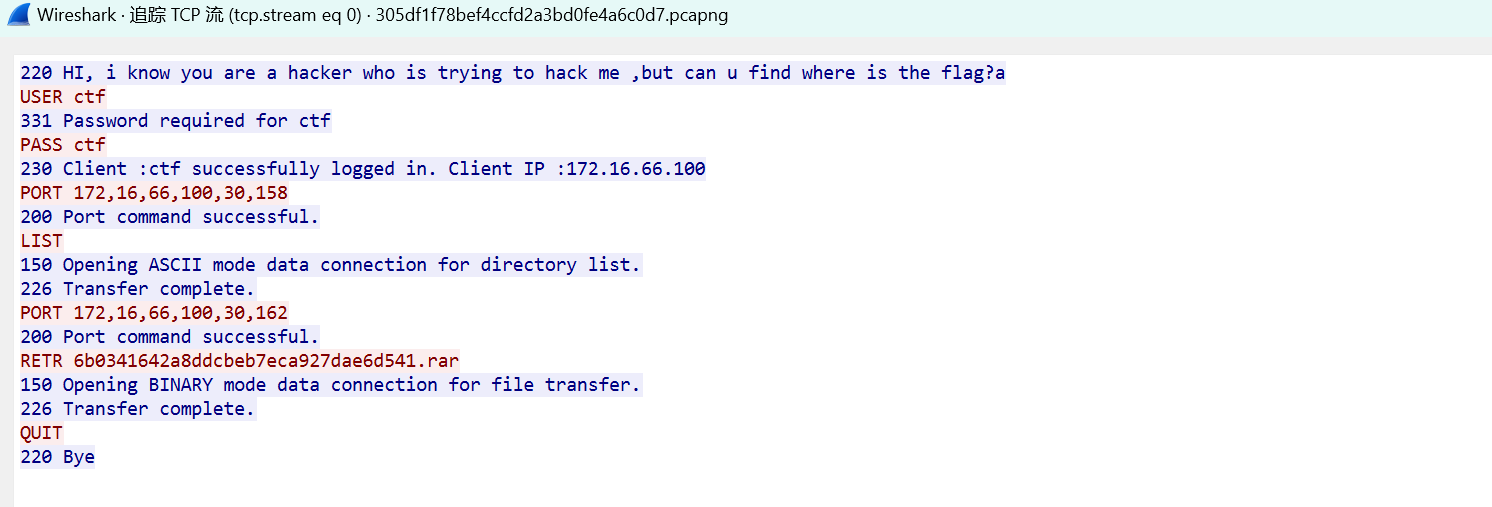 Wireshark · 追踪 TCP 流 (tcp.stream eq 0) · 305df1f78bef4ccfd2a3bd0fe4a6c0d7.pcapng
220 HI, i know you are a hacker who is trying to hack me ,but can u find where is the flag?a
USER ctf
331 Password required for ctf
PASS ctf
230 Client :ctf successfully logged in. Client IP :172.16.66.100
PORT 172,16,66,100,30,158
200 Port command successful.
LIST
150 Opening ASCII mode data connection for directory list.
226 Transfer complete.
PORT 172,16,66,100,30,162
200 Port command successful.
RETR 6b0341642a8ddcbeb7eca927dae6d541.rar
150 Opening BINARY mode data connection for file transfer.
226 Transfer complete.
QUIT
220 Bye